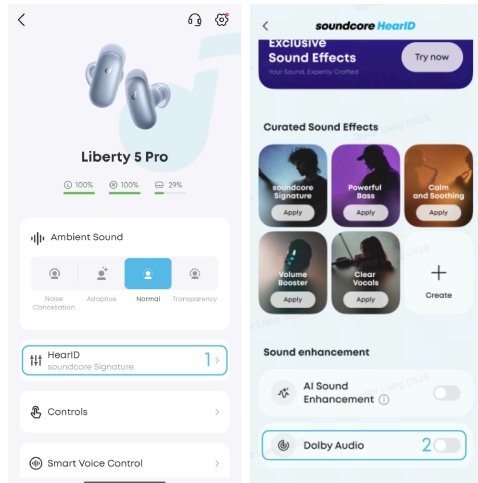 Liberty 5 Pro
L 100%
R 100%
29%
Ambient Sound
Noise
Cancellation
Adaptive
Normal
Transparency
HearID
soundcore Signature
1
Controls
Smart Voice Control
soundcore HearID
Exclusive
Sound Effects
Your Sound, Expertly Crafted
Try now
Curated Sound Effects
soundcore
Signature
Apply
Powerful
Bass
Apply
Calm
and Soothing
Apply
Volume
Booster
Apply
Clear
Vocals
Apply
Create
Sound enhancement
AI Sound
Enhancement
Dolby Audio
2